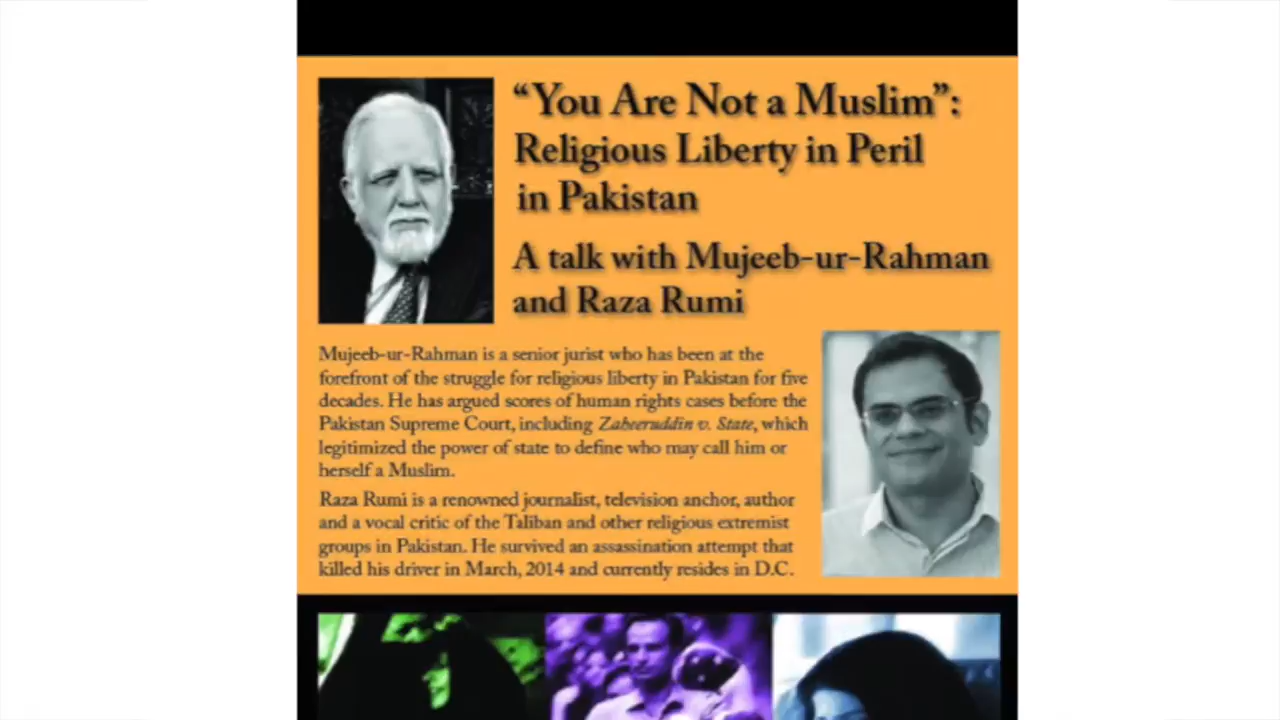 “You Are Not a Muslim”:
Religious Liberty in Peril
in Pakistan
A talk with Mujeeb-ur-Rahman
and Raza Rumi
Mujeeb-ur-Rahman is a senior jurist who has been at the
forefront of the struggle for religious liberty in Pakistan for five
decades. He has argued scores of human rights cases before the
Pakistan Supreme Court, including Zaheeruddin v. State, which
legitimized the power of state to define who may call him or
herself a Muslim.
Raza Rumi is a renowned journalist, television anchor, author
and a vocal critic of the Taliban and other religious extremist
groups in Pakistan. He survived an assassination attempt that
killed his driver in March, 2014 and currently resides in D.C.